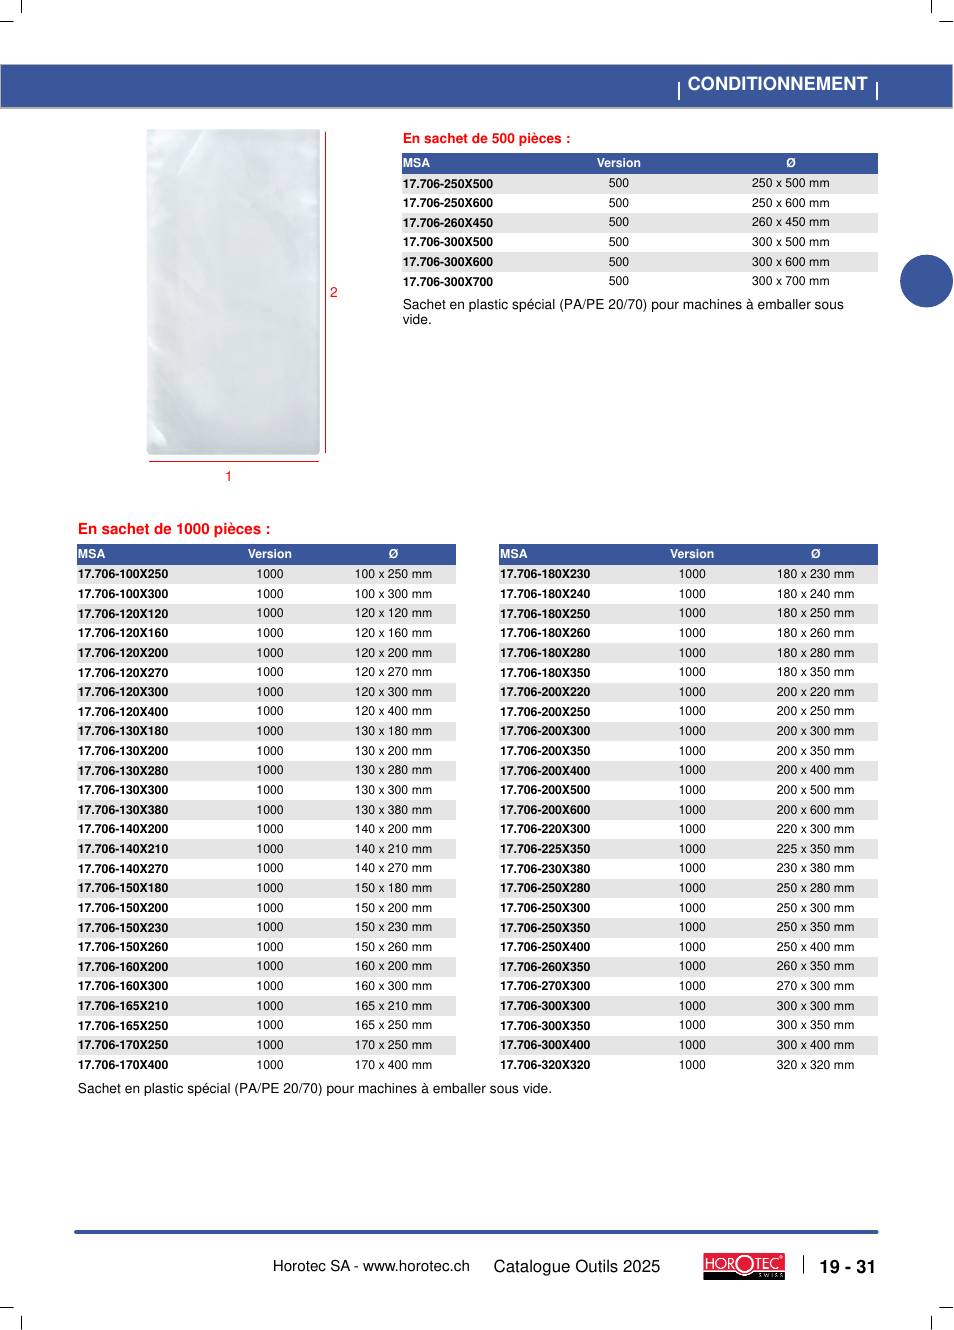 CONDITIONNEMENT
En sachet de 500 pièces :
MSA Version Ø
17.706-250X500 500 250 x 500 mm
17.706-250X600 500 250 x 600 mm
17.706-260X450 500 260 x 450 mm
17.706-300X500 500 300 x 500 mm
17.706-300X600 500 300 x 600 mm
17.706-300X700 500 300 x 700 mm
Sachet en plastic spécial (PA/PE 20/70) pour machines à emballer sous
vide.
2
1
En sachet de 1000 pièces :
MSA Version Ø
17.706-100X250 1000 100 x 250 mm
17.706-100X300 1000 100 x 300 mm
17.706-120X120 1000 120 x 120 mm
17.706-120X160 1000 120 x 160 mm
17.706-120X200 1000 120 x 200 mm
17.706-120X270 1000 120 x 270 mm
17.706-120X300 1000 120 x 300 mm
17.706-120X400 1000 120 x 400 mm
17.706-130X180 1000 130 x 180 mm
17.706-130X200 1000 130 x 200 mm
17.706-130X280 1000 130 x 280 mm
17.706-130X300 1000 130 x 300 mm
17.706-130X380 1000 130 x 380 mm
17.706-140X200 1000 140 x 200 mm
17.706-140X210 1000 140 x 210 mm
17.706-140X270 1000 140 x 270 mm
17.706-150X180 1000 150 x 180 mm
17.706-150X200 1000 150 x 200 mm
17.706-150X230 1000 150 x 230 mm
17.706-150X260 1000 150 x 260 mm
17.706-160X200 1000 160 x 200 mm
17.706-160X300 1000 160 x 300 mm
17.706-165X210 1000 165 x 210 mm
17.706-165X250 1000 165 x 250 mm
17.706-170X250 1000 170 x 250 mm
17.706-170X400 1000 170 x 400 mm
MSA Version Ø
17.706-180X230 1000 180 x 230 mm
17.706-180X240 1000 180 x 240 mm
17.706-180X250 1000 180 x 250 mm
17.706-180X260 1000 180 x 260 mm
17.706-180X280 1000 180 x 280 mm
17.706-180X350 1000 180 x 350 mm
17.706-200X220 1000 200 x 220 mm
17.706-200X250 1000 200 x 250 mm
17.706-200X300 1000 200 x 300 mm
17.706-200X350 1000 200 x 350 mm
17.706-200X400 1000 200 x 400 mm
17.706-200X500 1000 200 x 500 mm
17.706-200X600 1000 200 x 600 mm
17.706-220X300 1000 220 x 300 mm
17.706-225X350 1000 225 x 350 mm
17.706-230X380 1000 230 x 380 mm
17.706-250X280 1000 250 x 280 mm
17.706-250X300 1000 250 x 300 mm
17.706-250X350 1000 250 x 350 mm
17.706-250X400 1000 250 x 400 mm
17.706-260X350 1000 260 x 350 mm
17.706-270X300 1000 270 x 300 mm
17.706-300X300 1000 300 x 300 mm
17.706-300X350 1000 300 x 350 mm
17.706-300X400 1000 300 x 400 mm
17.706-320X320 1000 320 x 320 mm
Sachet en plastic spécial (PA/PE 20/70) pour machines à emballer sous vide.
Horotec SA - www.horotec.ch Catalogue Outils 2025 HOROTEC 19 - 31
SWISS